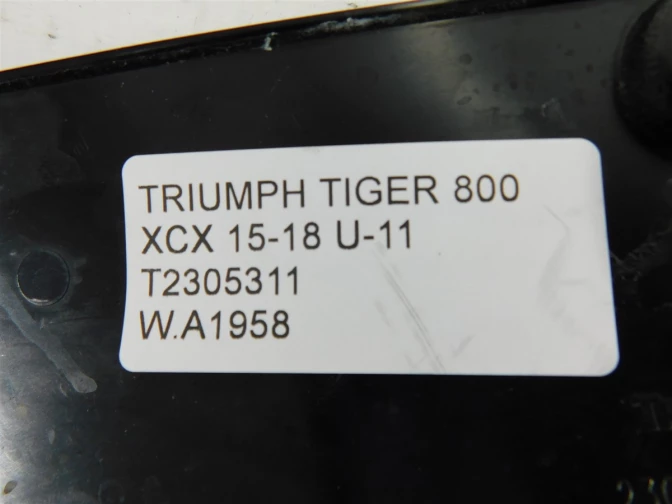 TRIUMPH TIGER 800
XCX 15-18 U-11
T2305311
W.A1958